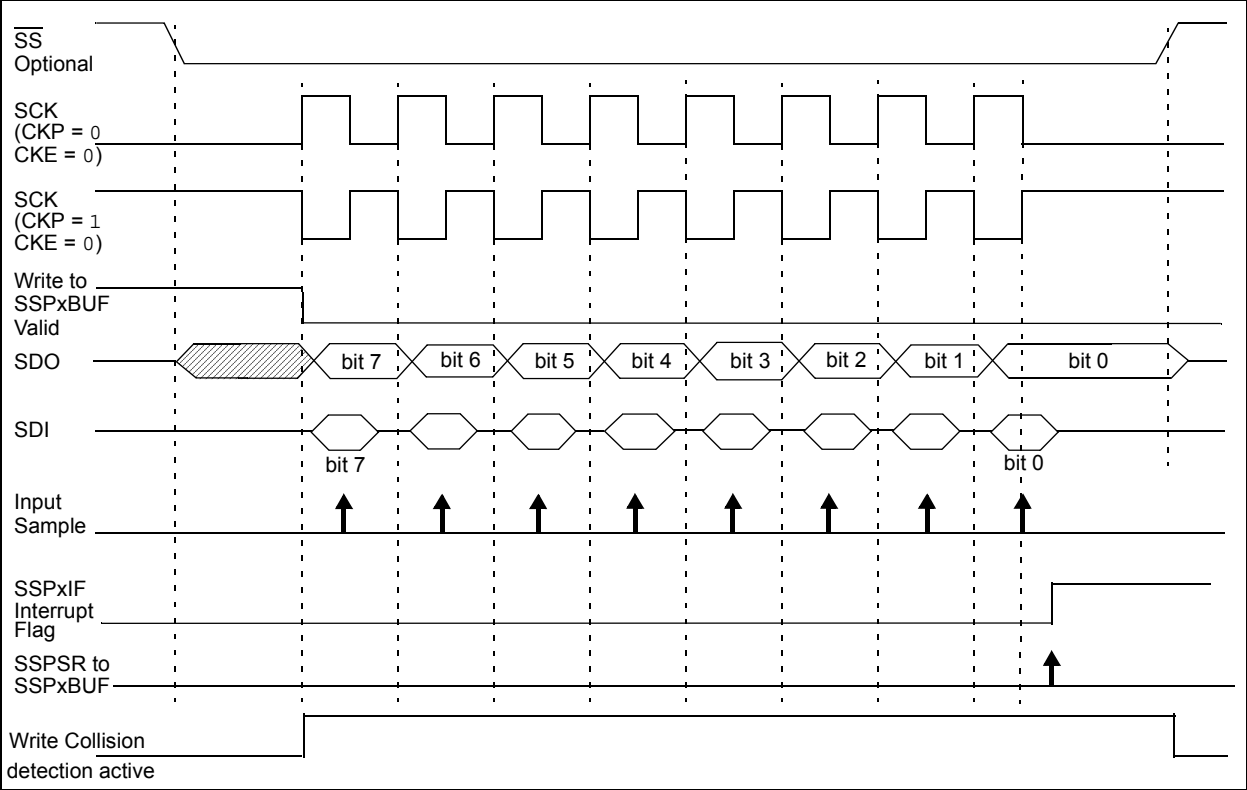 SS
Optional
SCK
(CKP = 0
CKE = 0)
SCK
(CKP = 1
CKE = 0)
Write to
SSPxBUF
Valid
SDO
bit 7 bit 6 bit 5 bit 4 bit 3 bit 2 bit 1 bit 0
SDI
bit 7 bit 0
Input
Sample
SSPxIF
Interrupt
Flag
SSPSR to
SSPxBUF
Write Collision
detection active